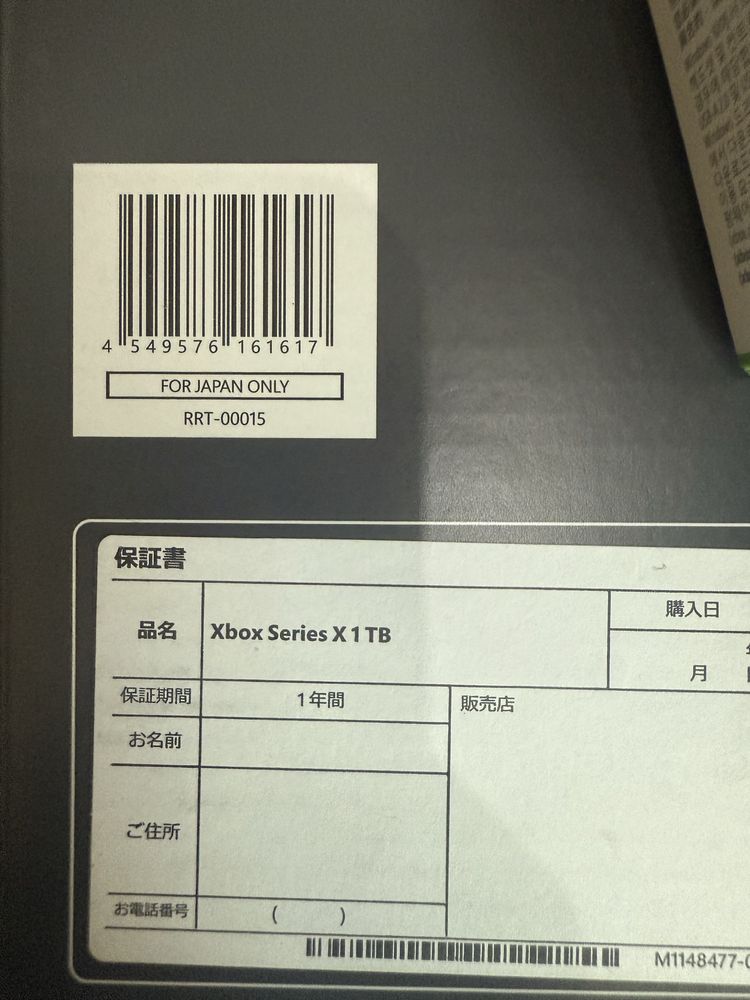 4 549576 161617
FOR JAPAN ONLY
RRT-00015
保証書
品名 Xbox Series X 1 TB
購入日
月
保証期間 1年間
販売店
お名前
ご住所
お電話番号 ( )
M1148477-0